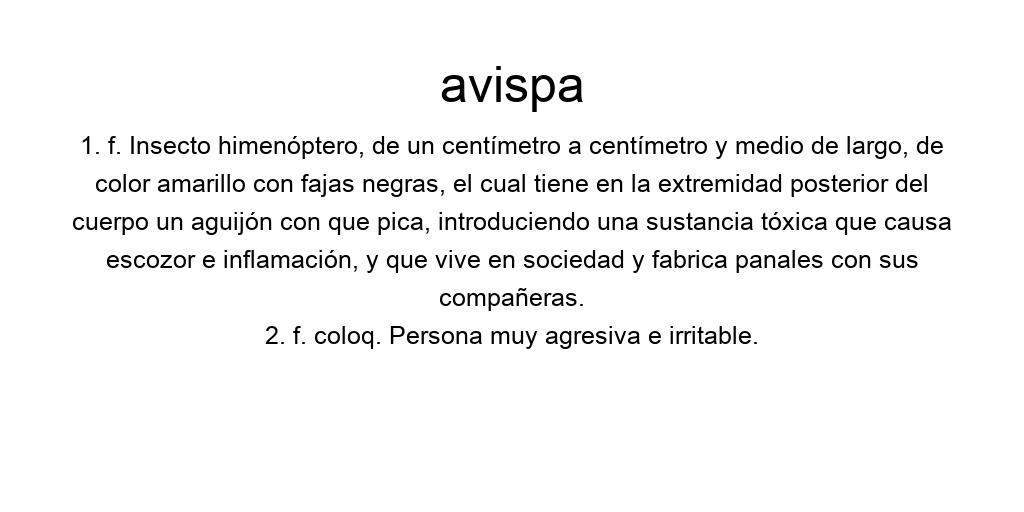 avispa
1. f. Insecto himenóptero, de un centímetro a centímetro y medio de largo, de
color amarillo con fajas negras, el cual tiene en la extremidad posterior del
cuerpo un aguijón con que pica, introduciendo una sustancia tóxica que causa
escozor e inflamación, y que vive en sociedad y fabrica panales con sus
compañeras.
2. f. coloq. Persona muy agresiva e irritable.